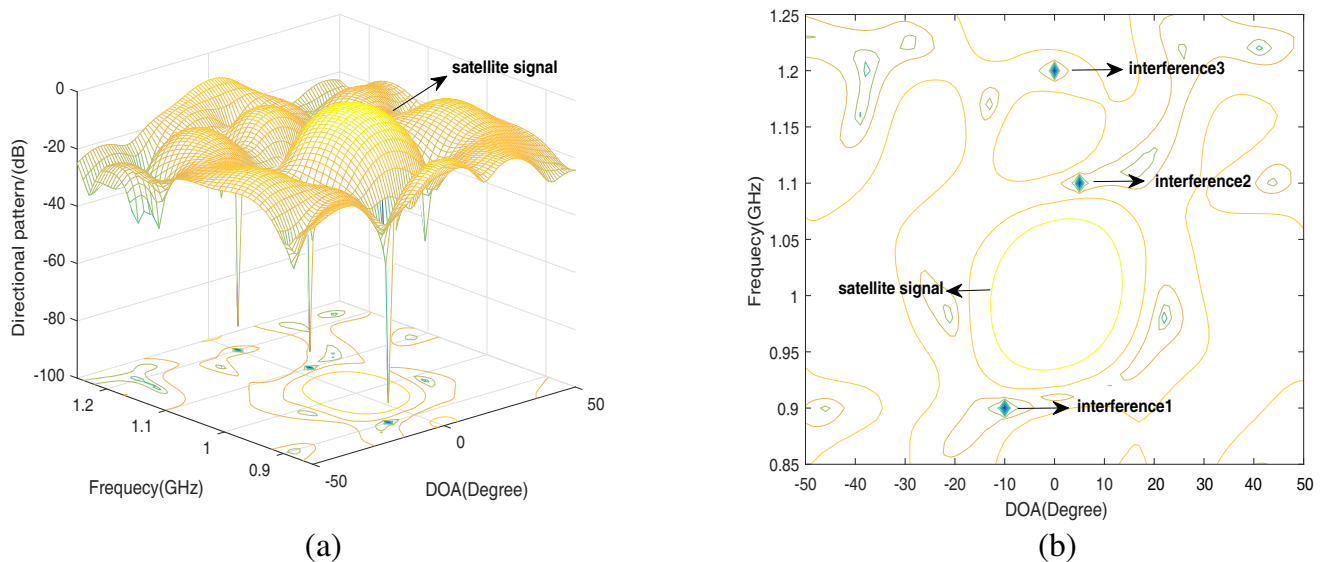 satellite signal
0
-20
-40
-60
-80
-100
Directional pattern/(dB)
1.2
1.1
1
0.9
Frequecy(GHz)
-50
0
50
DOA(Degree)
(a)
1.25
1.2
1.15
1.1
1.05
1
0.95
0.9
0.85
Frequecy(GHz)
interference3
interference2
satellite signal
interference1
-50 -40 -30 -20 -10 0 10 20 30 40 50
DOA(Degree)
(b)